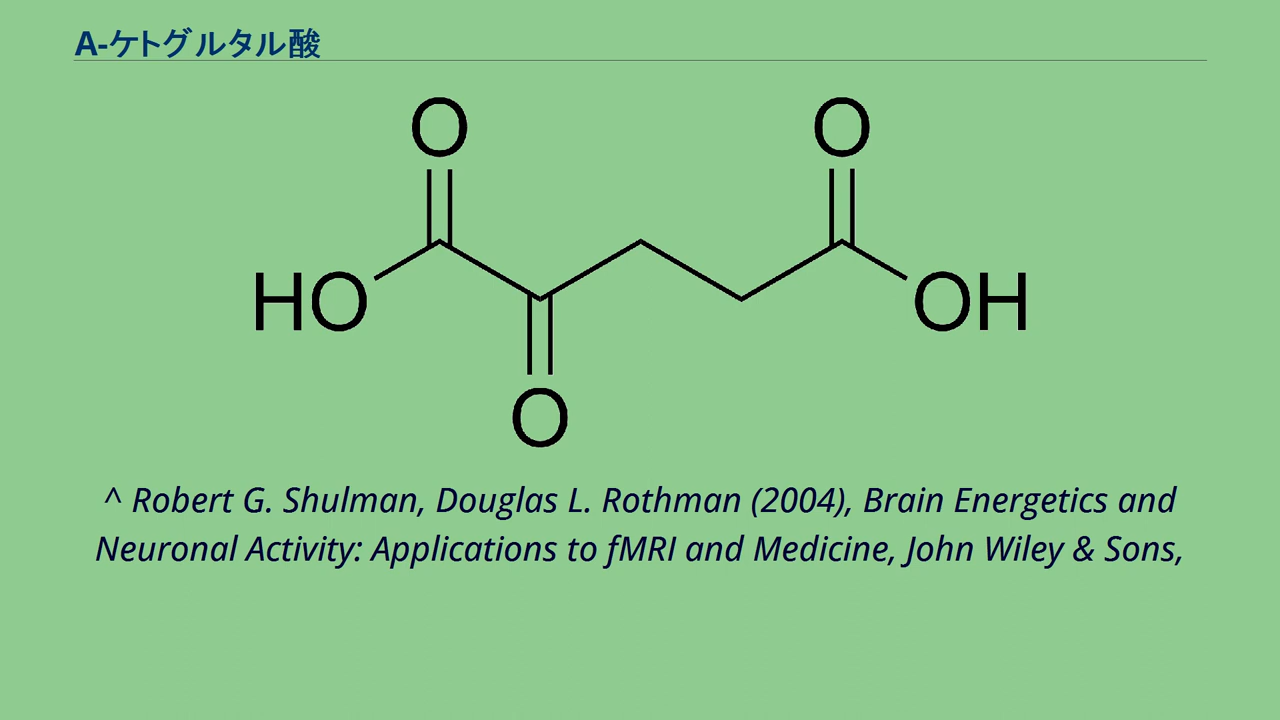 A-ケトグルタル酸
O O
HO OH
O
^ Robert G. Shulman, Douglas L. Rothman (2004), Brain Energetics and
Neuronal Activity: Applications to fMRI and Medicine, John Wiley & Sons,